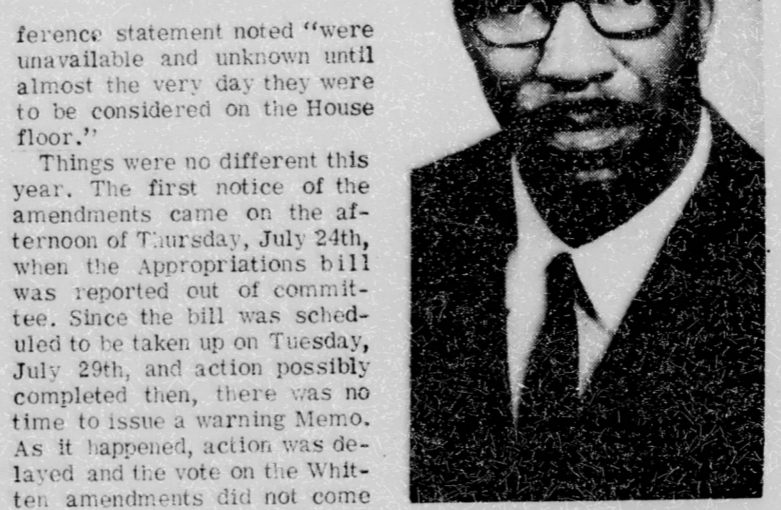 ference statement noted “were
unavailable and unknown until
almost the very day they were
to be considered on the House
floor.’’
Things were no different this
year. The first notice of the
amendments came on the af-
ternoon of Thursday, July 24th,
when the Appropriations bill
was reported out of commit-
tee. Since the bill was sched-
uled to be taken up on Tuesday,
July 29th, and action possibly
completed then, there was no
time to issue a warning Memo.
As it happened, action was de-
layed and the vote on the Whit-
ten amendments did not come